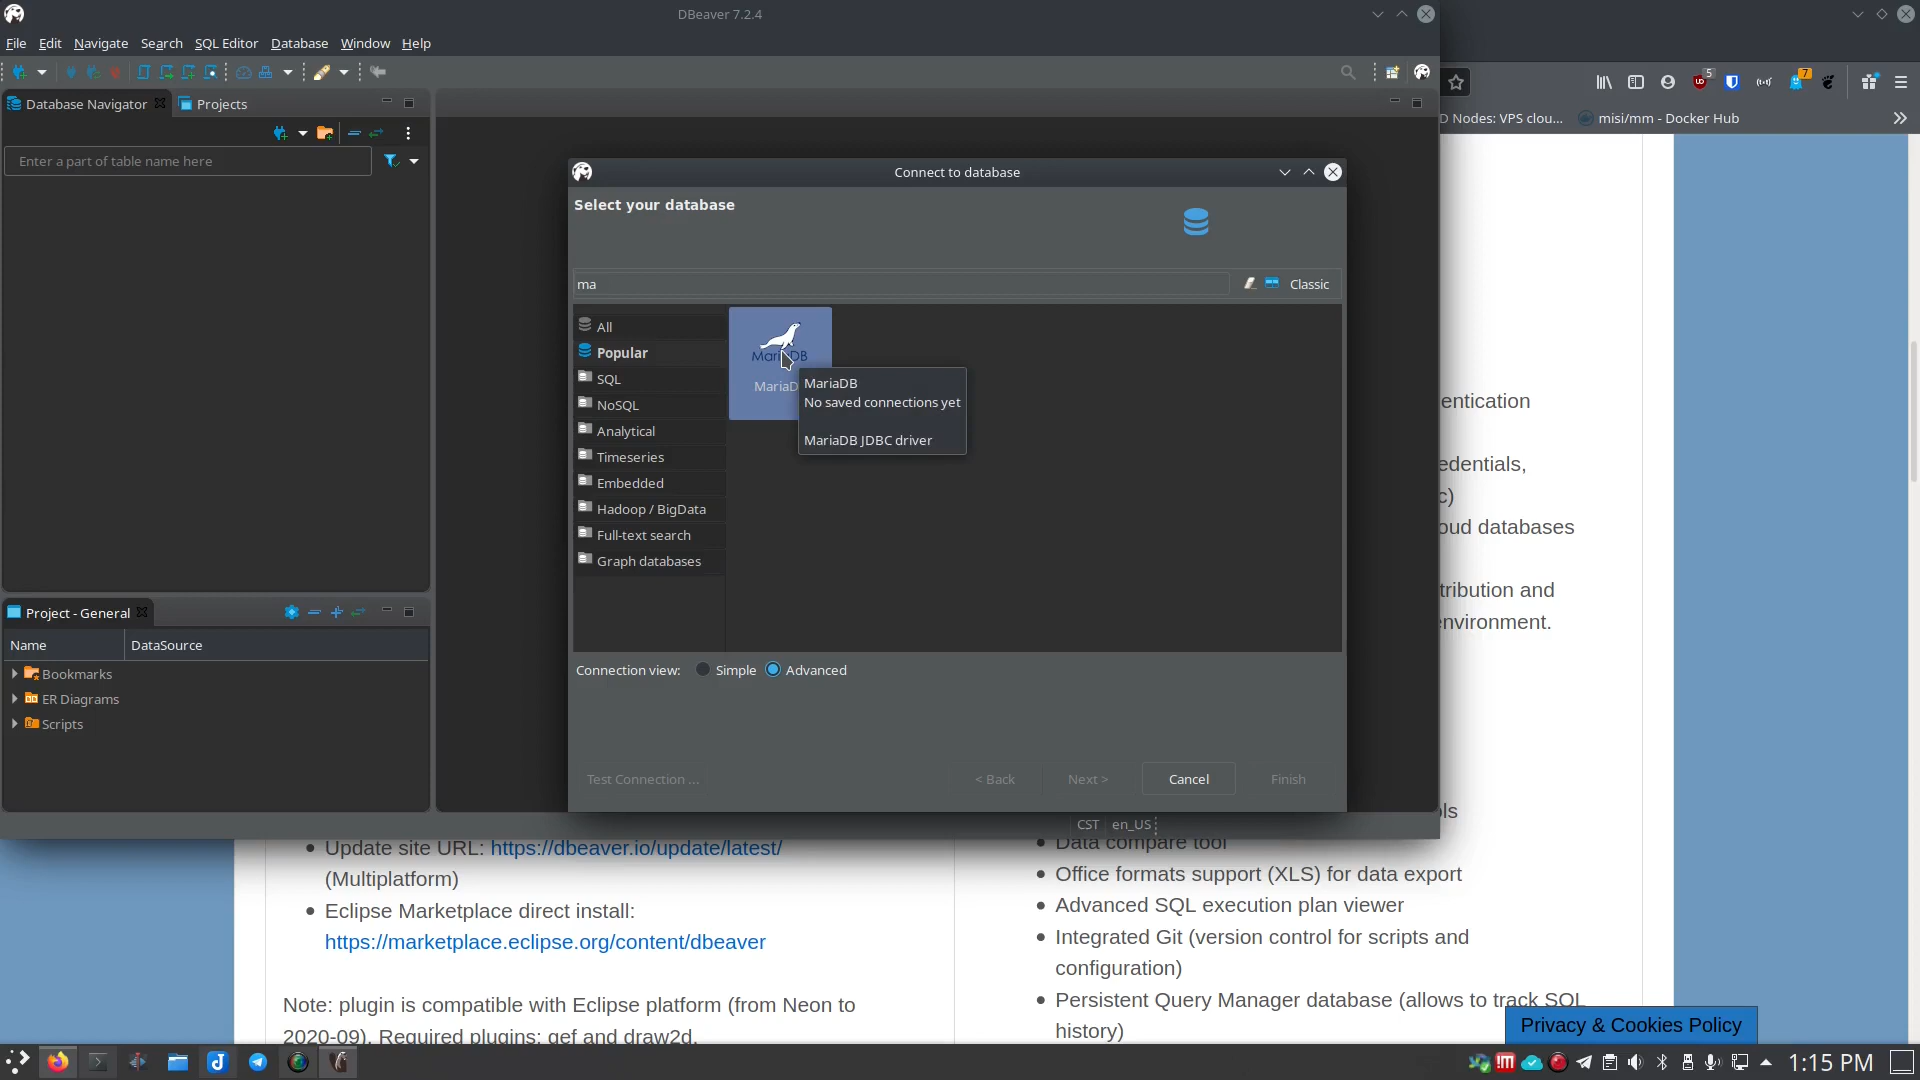 DBeaver 7.2.4
File Edit Navigate Search SQL Editor Database Window Help
Database Navigator
Projects
Enter a part of table name here
Project - General
Name DataSource
Bookmarks
ER Diagrams
Scripts
Connect to database
Select your database
ma
Classic
All
Popular
SQL
NoSQL
Analytical
Timeseries
Embedded
Hadoop / BigData
Full-text search
Graph databases
MariaDB
No saved connections yet
MariaDB JDBC driver
Connection view: Simple Advanced
Test Connection ... < Back Next > Cancel Finish
CST en_US
5
7
D Nodes: VPS clou...
misi/mm - Docker Hub
entication
edentials,
c)
oud databases
tribution and
nvironment.
ols
Update site URL: https://dbeaver.io/update/latest/
(Multiplatform)
Eclipse Marketplace direct install:
https://marketplace.eclipse.org/content/dbeaver
Note: plugin is compatible with Eclipse platform (from Neon to
2020-09). Required plugins: gef and draw2d.
Data compare tool
Office formats support (XLS) for data export
Advanced SQL execution plan viewer
Integrated Git (version control for scripts and
configuration)
Persistent Query Manager database (allows to track SQL
history)
Privacy & Cookies Policy
1:15 PM